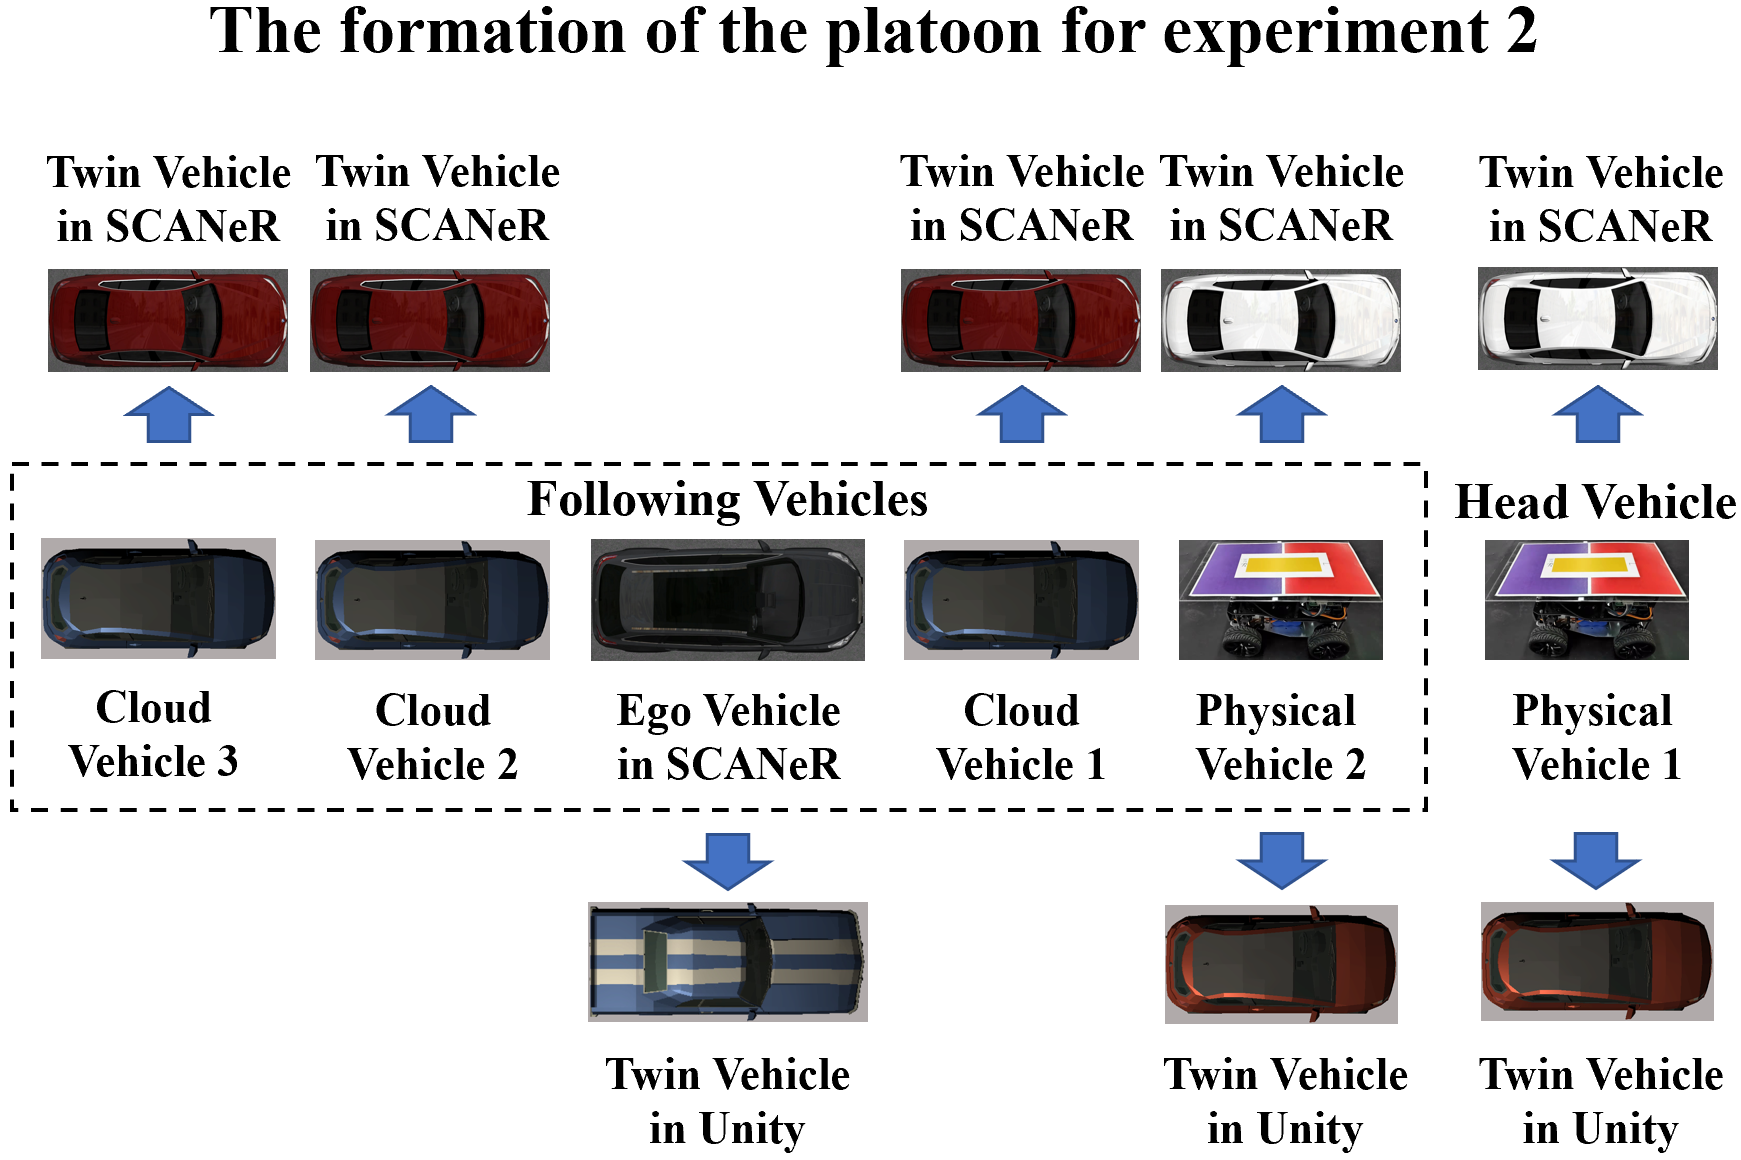 The formation of the platoon for experiment 2
Twin Vehicle
in SCANeR
Twin Vehicle
in SCANeR
Twin Vehicle
in SCANeR
Twin Vehicle
in SCANeR
Twin Vehicle
in SCANeR
Following Vehicles
Head Vehicle
Cloud
Vehicle 3
Cloud
Vehicle 2
Ego Vehicle
in SCANeR
Cloud
Vehicle 1
Physical
Vehicle 2
Physical
Vehicle 1
Twin Vehicle
in Unity
Twin Vehicle
in Unity
Twin Vehicle
in Unity